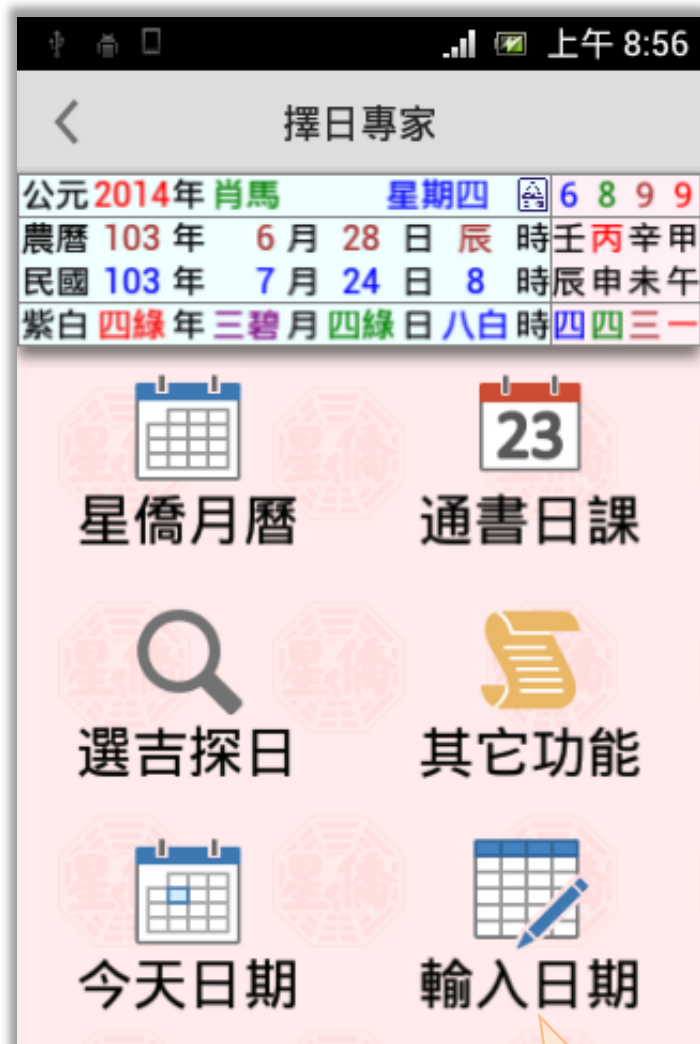 上午 8:56
擇日專家
公元 2014 年 肖馬 星期四 6 8 9 9
農曆 103 年 6 月 28 日 辰 時 壬 丙 辛 甲
民國 103 年 7 月 24 日 8 時 辰 申 未 午
紫白 四綠 年 三碧 月 四綠 日 八白 時 四 四 三 一
23
星僑月曆 通書日課
選吉探日 其它功能
今天日期 輸入日期